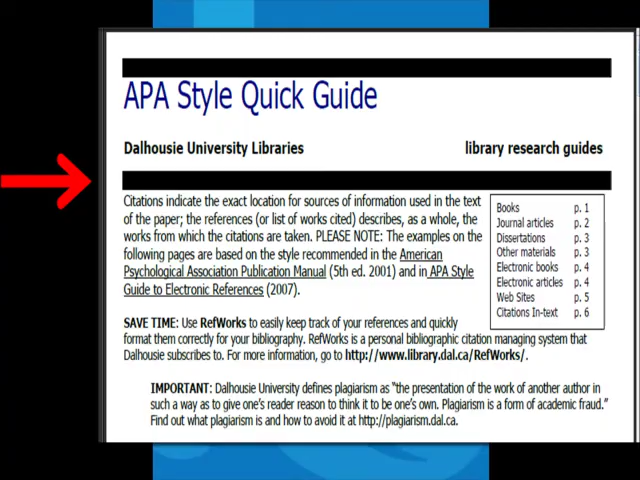 APA Style Quick Guide
Dalhousie University Libraries library research guides
Citations indicate the exact location for sources of information used in the text
of the paper; the references (or list of works cited) describes, as a whole, the
works from which the citations are taken. PLEASE NOTE: The examples on the
following pages are based on the style recommended in the American
Psychological Association Publication Manual (5th ed. 2001) and in APA Style
Guide to Electronic References (2007).
Books p. 1
Journal articles p. 2
Dissertations p. 3
Other materials p. 3
Electronic books p. 4
Electronic articles p. 4
Web Sites p. 5
Citations In-text p. 6
SAVE TIME: Use RefWorks to easily keep track of your references and quickly
format them correctly for your bibliography. RefWorks is a personal bibliographic citation managing system that
Dalhousie subscribes to. For more information, go to http://www.library.dal.ca/RefWorks/.
IMPORTANT: Dalhousie University defines plagiarism as "the presentation of the work of another author in
such a way as to give one's reader reason to think it to be one's own. Plagiarism is a form of academic fraud."
Find out what plagiarism is and how to avoid it at http://plagiarism.dal.ca.